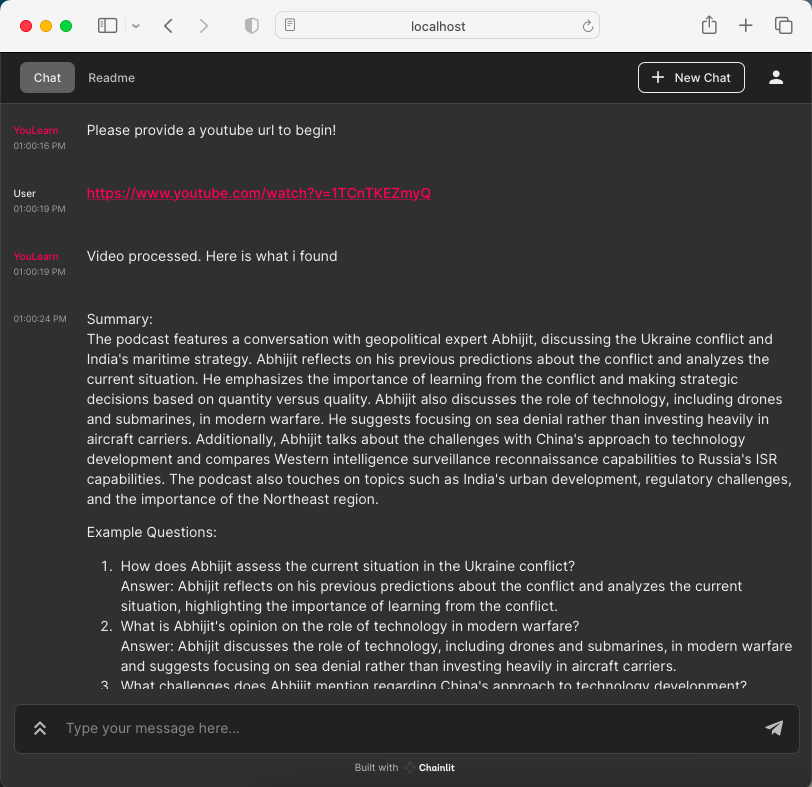 localhost
Chat
Readme
New Chat
YouLearn
01:00:16 PM
Please provide a youtube url to begin!
User
01:00:19 PM
https://www.youtube.com/watch?v=1TCnTKEZmyQ
YouLearn
01:00:19 PM
Video processed. Here is what i found
01:00:24 PM
Summary:
The podcast features a conversation with geopolitical expert Abhijit, discussing the Ukraine conflict and
India's maritime strategy. Abhijit reflects on his previous predictions about the conflict and analyzes the
current situation. He emphasizes the importance of learning from the conflict and making strategic
decisions based on quantity versus quality. Abhijit also discusses the role of technology, including drones
and submarines, in modern warfare. He suggests focusing on sea denial rather than investing heavily in
aircraft carriers. Additionally, Abhijit talks about the challenges with China's approach to technology
development and compares Western intelligence surveillance reconnaissance capabilities to Russia's ISR
capabilities. The podcast also touches on topics such as India's urban development, regulatory challenges,
and the importance of the Northeast region.
Example Questions:
1. How does Abhijit assess the current situation in the Ukraine conflict?
Answer: Abhijit reflects on his previous predictions about the conflict and analyzes the current
situation, highlighting the importance of learning from the conflict.
2. What is Abhijit's opinion on the role of technology in modern warfare?
Answer: Abhijit discusses the role of technology, including drones and submarines, in modern warfare
and suggests focusing on sea denial rather than investing heavily in aircraft carriers.
3. What challenges does Abhijit mention regarding China's approach to technology development?
Type your message here...
Built with Chainlit